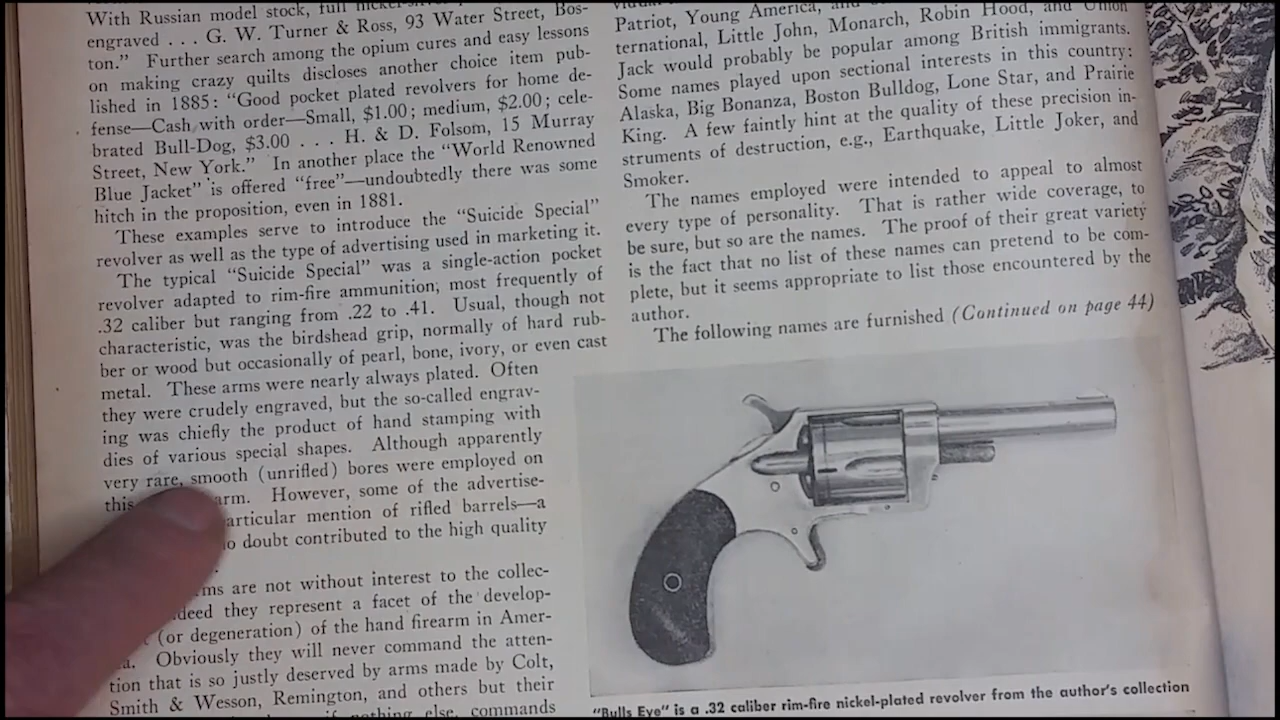 With Russian model stock, full
engraved . . . G. W. Turner & Ross, 93 Water Street, Bos-
ton." Further search among the opium cures and easy lessons
on making crazy quilts discloses another choice item pub-
lished in 1885: "Good pocket plated revolvers for home de-
fense—Cash with order—Small, $1.00; medium, $2.00; cele-
brated Bull-Dog, $3.00 . . . H. & D. Folsom, 15 Murray
Street, New York." In another place the "World Renowned
Blue Jacket" is offered "free"—undoubtedly there was some
hitch in the proposition, even in 1881.
These examples serve to introduce the "Suicide Special"
revolver as well as the type of advertising used in marketing it.
The typical "Suicide Special" was a single-action pocket
revolver adapted to rim-fire ammunition; most frequently of
.32 caliber but ranging from .22 to .41. Usual, though not
characteristic, was the birdshead grip, normally of hard rub-
ber or wood but occasionally of pearl, bone, ivory, or even cast
metal. These arms were nearly always plated. Often
they were crudely engraved, but the so-called engrav-
ing was chiefly the product of hand stamping with
dies of various special shapes. Although apparently
very rare, smooth (unrifled) bores were employed on
this arm. However, some of the advertise-
articular mention of rifled barrels—a
o doubt contributed to the high quality
ms are not without interest to the collec-
deed they represent a facet of the develop-
(or degeneration) of the hand firearm in Amer-
a. Obviously they will never command the atten-
tion that is so justly deserved by arms made by Colt,
Smith & Wesson, Remington, and others but their
nothing else, commands
Patriot, Young America, and
ternational, Little John, Monarch, Robin Hood, and Union
Jack would probably be popular among British immigrants.
Some names played upon sectional interests in this country:
Alaska, Big Bonanza, Boston Bulldog, Lone Star, and Prairie
King. A few faintly hint at the quality of these precision in-
struments of destruction, e.g., Earthquake, Little Joker, and
Smoker.
The names employed were intended to appeal to almost
every type of personality. That is rather wide coverage, to
be sure, but so are the names. The proof of their great variety
is the fact that no list of these names can pretend to be com-
plete, but it seems appropriate to list those encountered by the
author.
The following names are furnished (Continued on page 44)
"Bulls Eye" is a .32 caliber rim-fire nickel-plated revolver from the author's collection